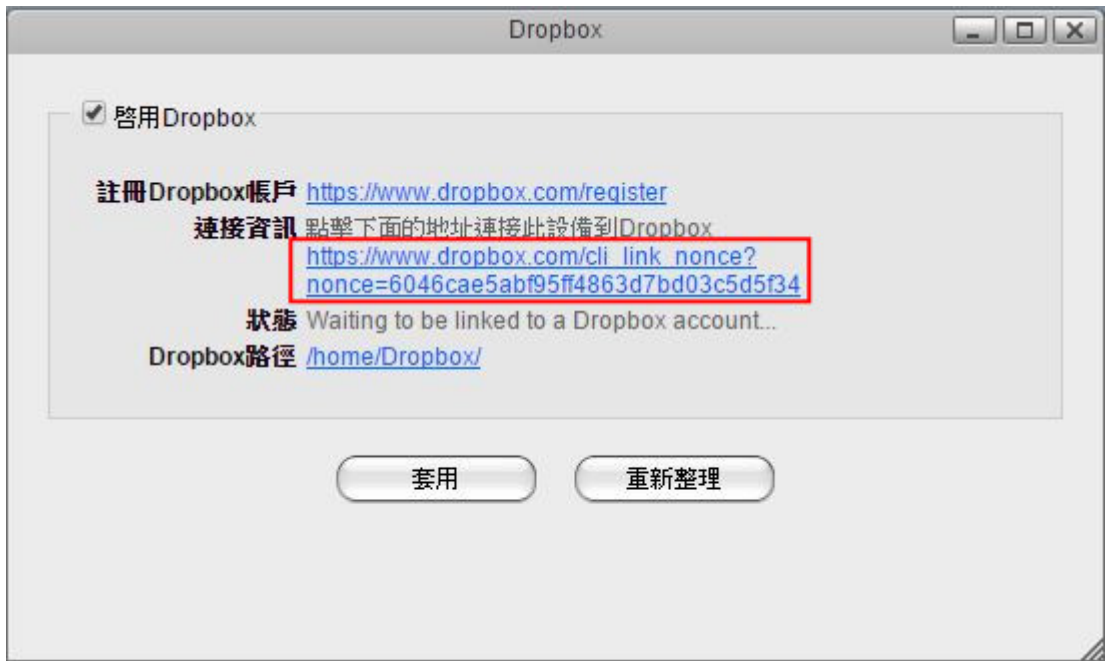 Dropbox
啓用Dropbox
註冊Dropbox帳戶 https://www.dropbox.com/register
連接資訊 點擊下面的地址連接此設備到Dropbox
https://www.dropbox.com/cli_link_nonce?
nonce=6046cae5abf95ff4863d7bd03c5d5f34
狀態 Waiting to be linked to a Dropbox account...
Dropbox路徑 /home/Dropbox/
套用 重新整理